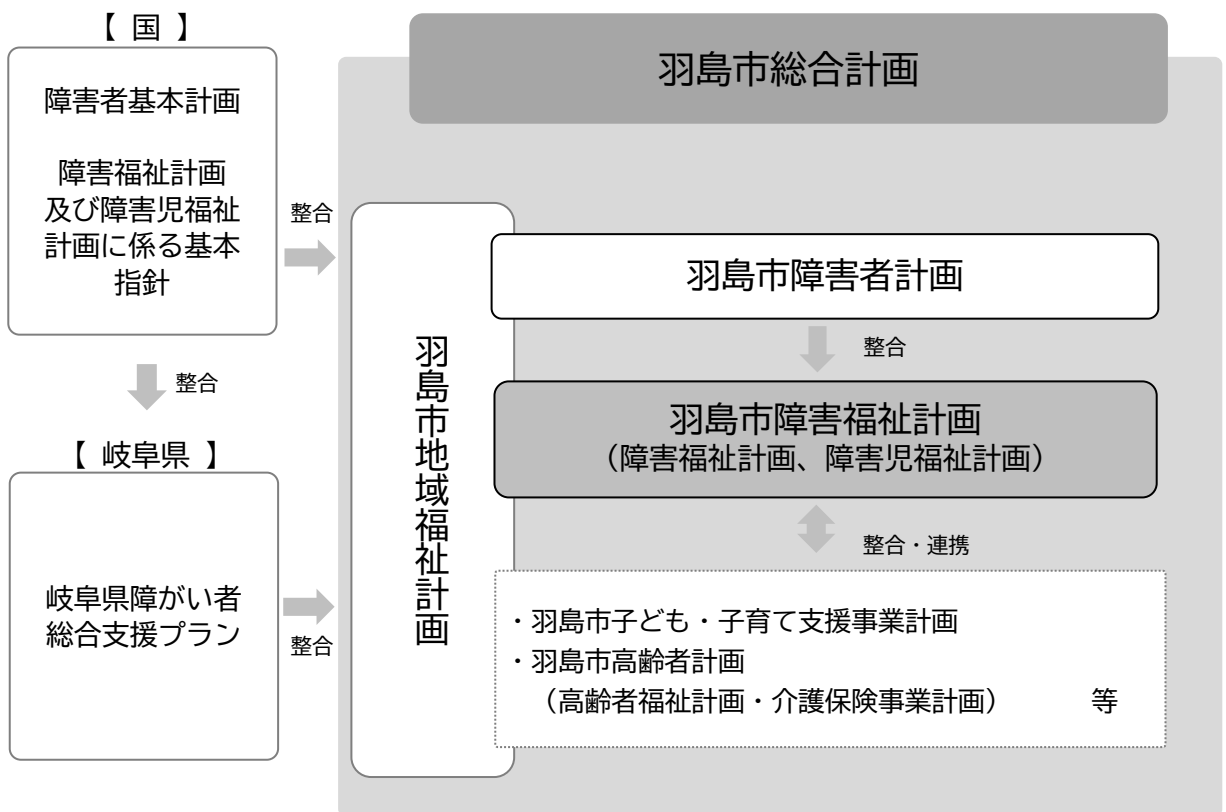 【 国 】
障害者基本計画
障害福祉計画
及び障害児福祉
計画に係る基本
指針
整合
【 岐阜県 】
岐阜県障がい者
総合支援プラン
整合
整合
羽島市総合計画
羽島市地域福祉計画
羽島市障害者計画
整合
羽島市障害福祉計画
（障害福祉計画、障害児福祉計画）
整合・連携
・羽島市子ども・子育て支援事業計画
・羽島市高齢者計画
（高齢者福祉計画・介護保険事業計画） 等